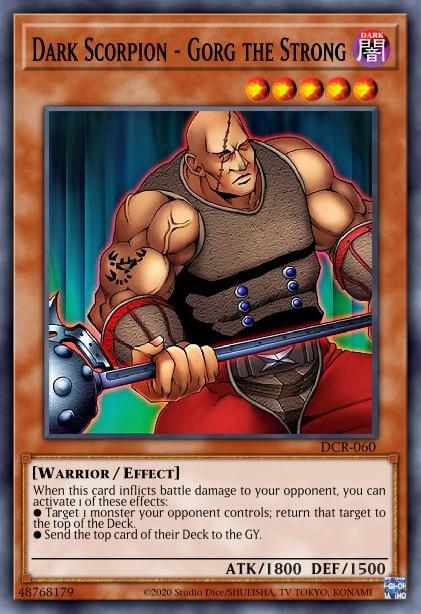 Dark Scorpion - Gorg the Strong
DARK
闇
DCR-060
[Warrior / Effect]
When this card inflicts battle damage to your opponent, you can
activate 1 of these effects:
● Target 1 monster your opponent controls; return that target to
the top of the Deck.
● Send the top card of their Deck to the GY.
ATK/1800 DEF/1500
48768179
©2020 Studio Dice/SHUEISHA, TV TOKYO, KONAMI